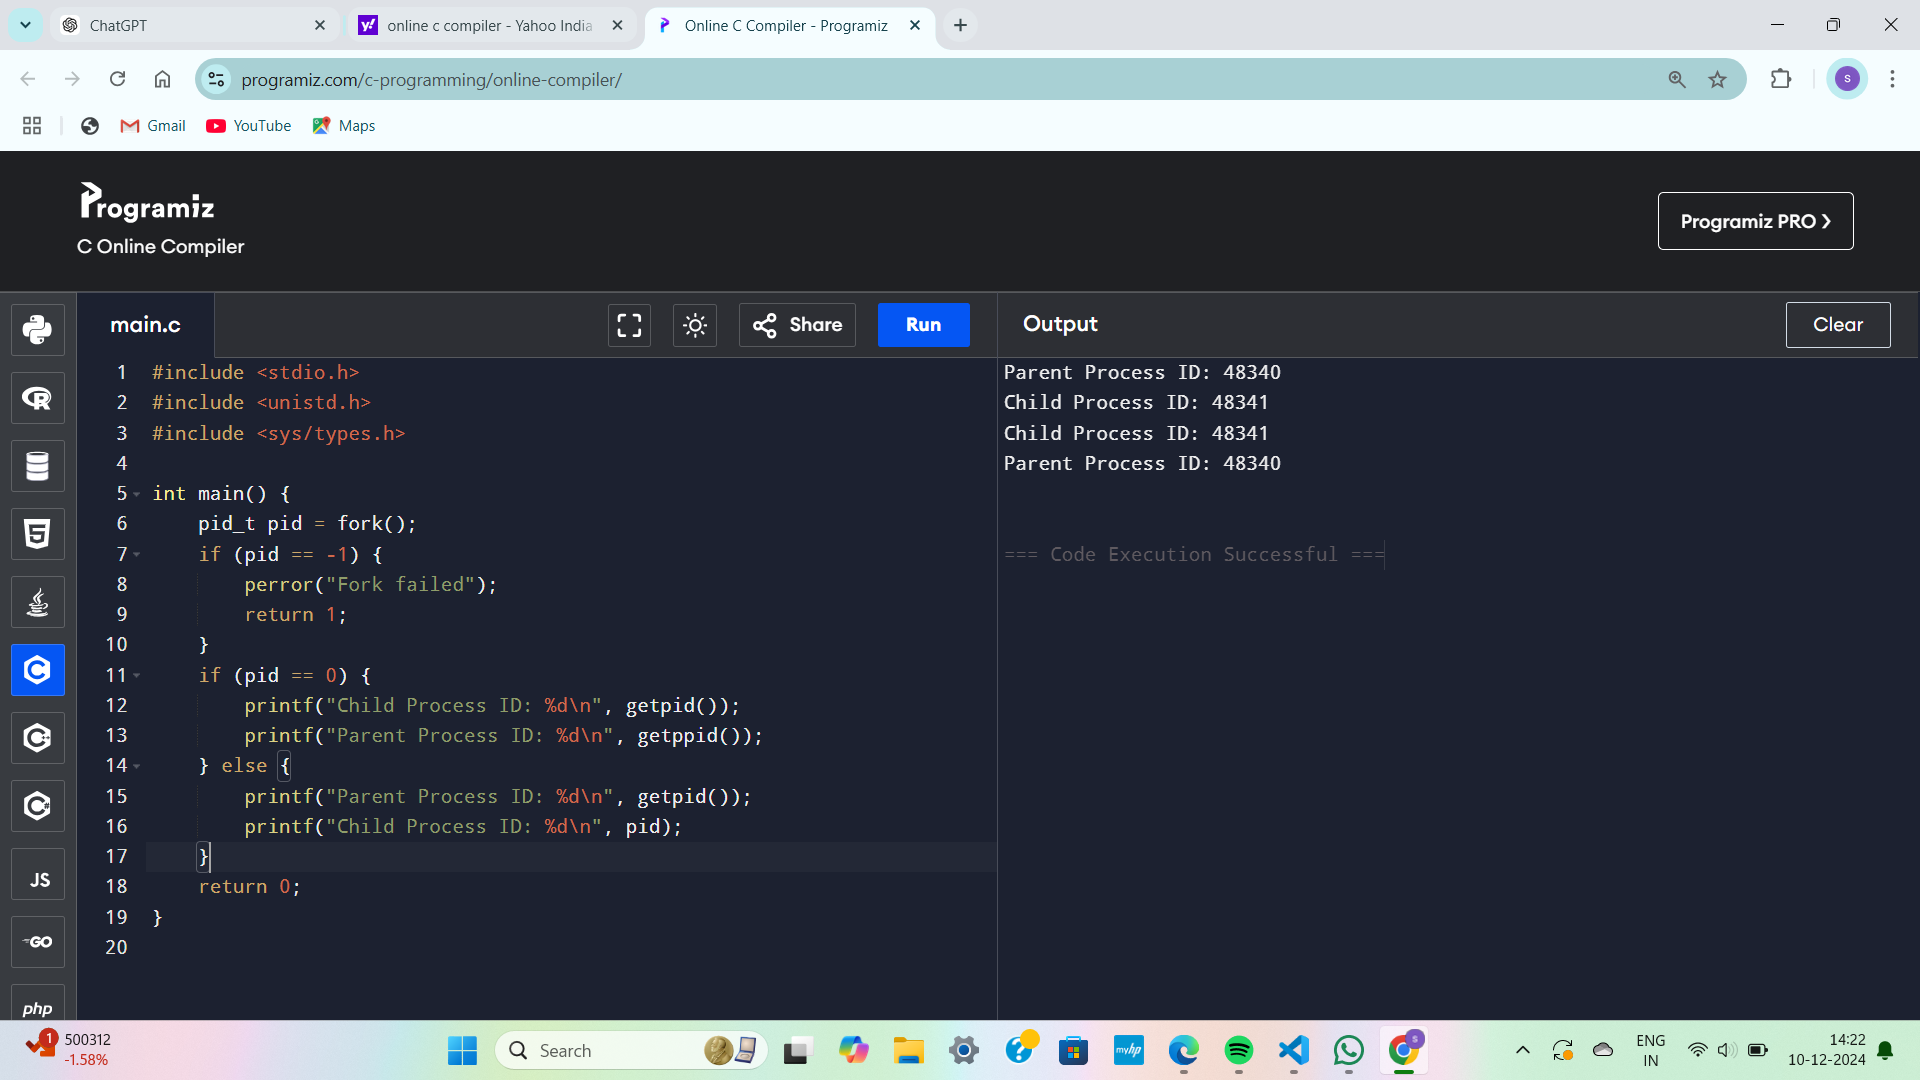 ChatGPT
online c compiler - Yahoo India
Online C Compiler - Programiz
programiz.com/c-programming/online-compiler/
S
Gmail
YouTube
Maps
Programiz
C Online Compiler
Programiz PRO ❯
main.c
Share
Run
Output
Clear
1 #include <stdio.h>
2 #include <unistd.h>
3 #include <sys/types.h>
4
5 int main() {
6     pid_t pid = fork();
7     if (pid == -1) {
8         perror("Fork failed");
9         return 1;
10     }
11     if (pid == 0) {
12         printf("Child Process ID: %d\n", getpid());
13         printf("Parent Process ID: %d\n", getppid());
14     } else {
15         printf("Parent Process ID: %d\n", getpid());
16         printf("Child Process ID: %d\n", pid);
17     }
18     return 0;
19 }
20
Parent Process ID: 48340
Child Process ID: 48341
Child Process ID: 48341
Parent Process ID: 48340
=== Code Execution Successful ===
R
5
C
JS
GO
php
1
500312
-1.58%
Search
myhp
S
ENG
IN
14:22
10-12-2024